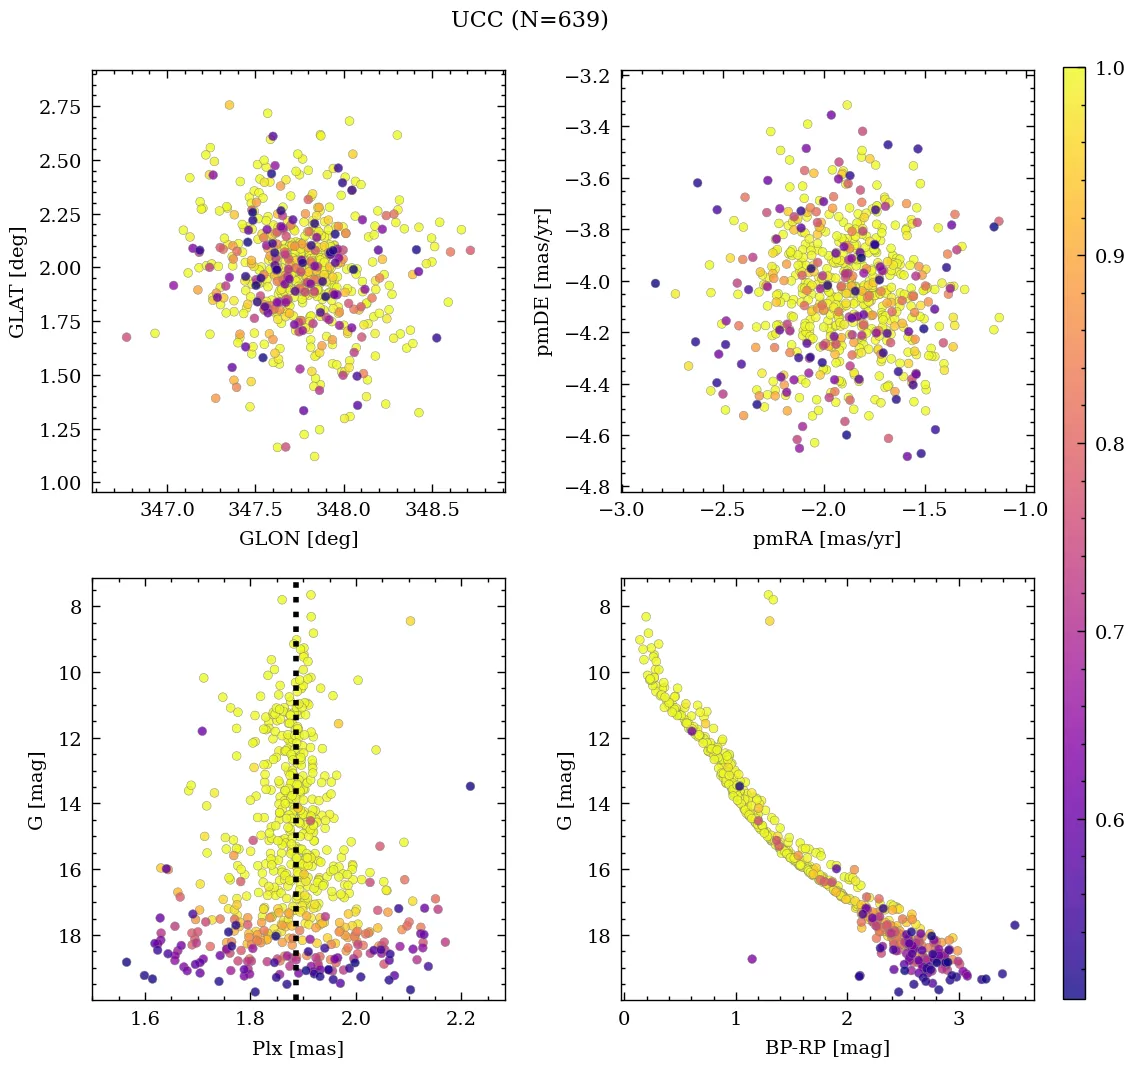 UCC (N=639)
2.75
2.50
2.25
2.00
1.75
1.50
1.25
1.00
GLAT [deg]
347.0 347.5 348.0 348.5
GLON [deg]
−3.2
−3.4
−3.6
−3.8
−4.0
−4.2
−4.4
−4.6
−4.8
pmDE [mas/yr]
−3.0 −2.5 −2.0 −1.5 −1.0
pmRA [mas/yr]
8
10
12
14
16
18
G [mag]
1.6 1.8 2.0 2.2
Plx [mas]
8
10
12
14
16
18
G [mag]
0 1 2 3
BP-RP [mag]
1.0
0.9
0.8
0.7
0.6